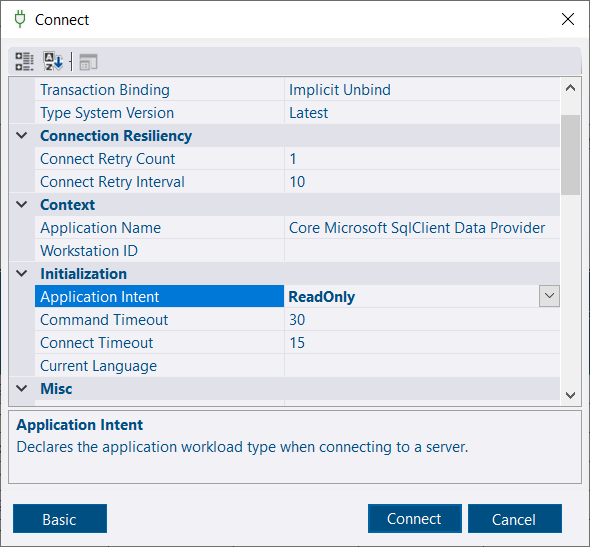 Connect
Transaction Binding Implicit Unbind
Type System Version Latest
Connection Resiliency
Connect Retry Count 1
Connect Retry Interval 10
Context
Application Name Core Microsoft SqlClient Data Provider
Workstation ID
Initialization
Application Intent ReadOnly
Command Timeout 30
Connect Timeout 15
Current Language
Misc
Application Intent
Declares the application workload type when connecting to a server.
Basic Connect Cancel